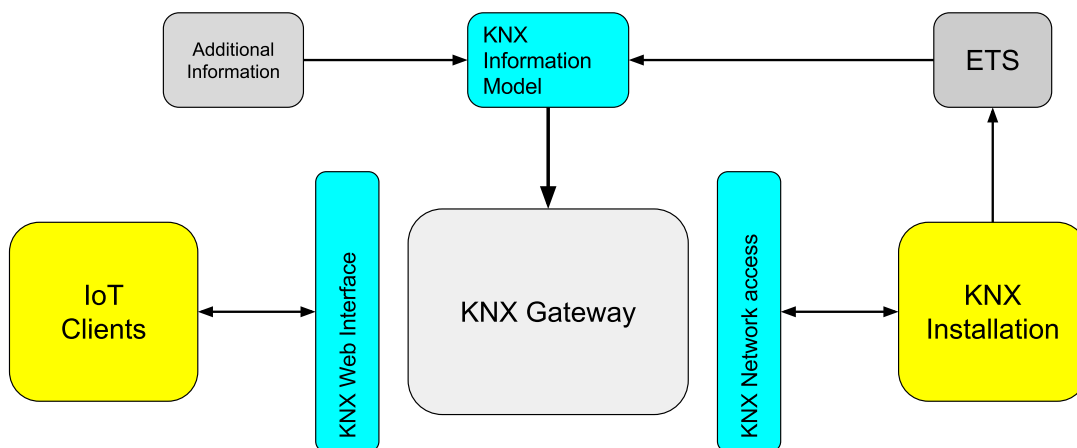 Additional
Information
KNX
Information
Model
ETS
IoT
Clients
KNX Web Interface
KNX Gateway
KNX Network access
KNX
Installation